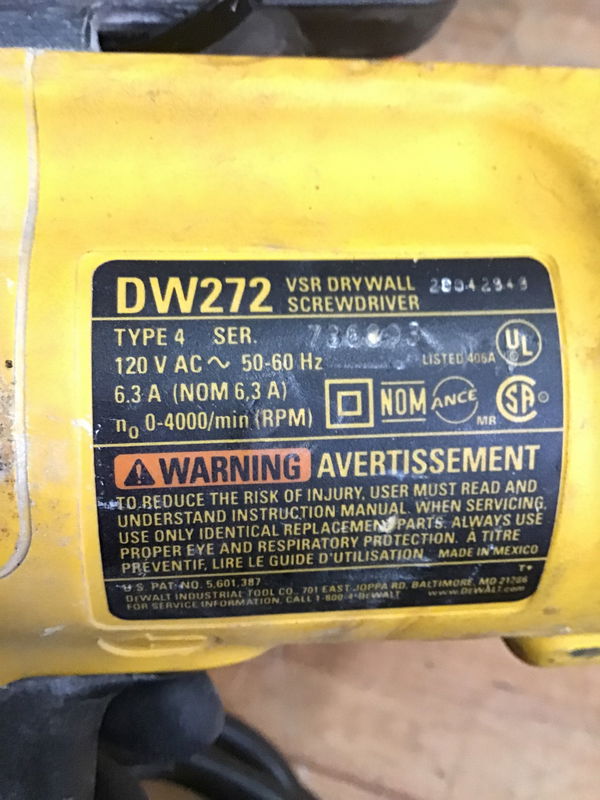 DW272 VSR DRYWALL SCREWDRIVER
TYPE 4 SER.
120 V AC ~ 50-60 Hz
LISTED 406A
UL
6.3 A (NOM 6,3 A)
NOM ANCE SA
MR
n0 0-4000/min (RPM)
WARNING AVERTISSEMENT
TO REDUCE THE RISK OF INJURY, USER MUST READ AND
UNDERSTAND INSTRUCTION MANUAL. WHEN SERVICING,
USE ONLY IDENTICAL REPLACEMENT PARTS. ALWAYS USE
PROPER EYE AND RESPIRATORY PROTECTION. À TITRE
PRÉVENTIF, LIRE LE GUIDE D'UTILISATION. MADE IN MEXICO
U.S. PAT. NO. 5,601,387 T*
DEWALT INDUSTRIAL TOOL CO., 701 EAST JOPPA RD. BALTIMORE, MD 21286
FOR SERVICE INFORMATION, CALL 1-800-4-DEWALT www.DEWALT.com